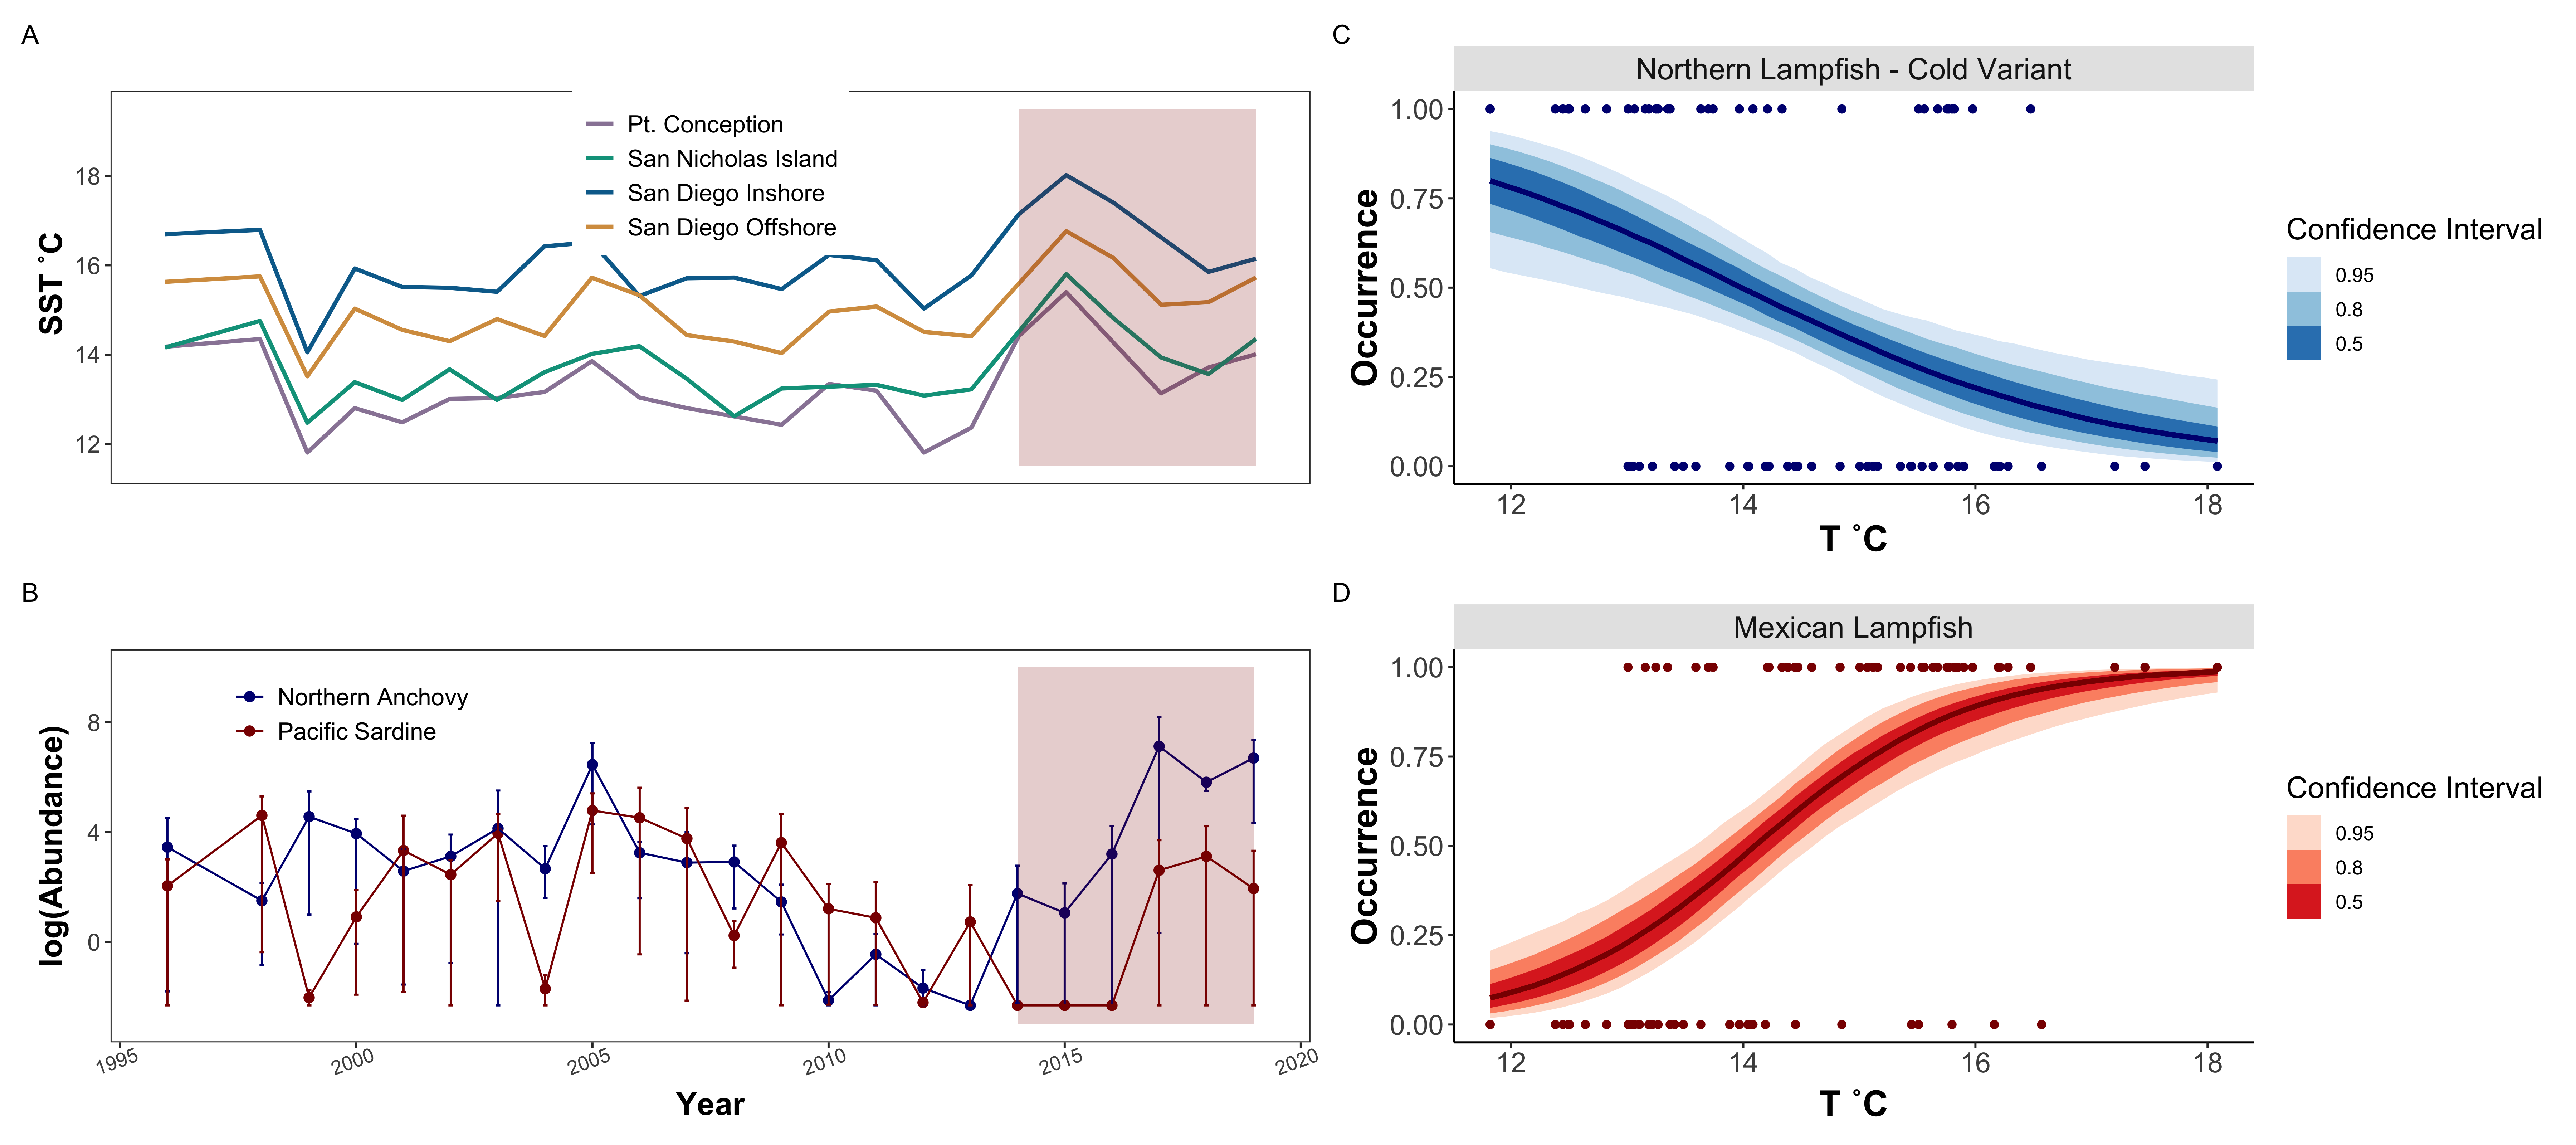 A
Pt. Conception
San Nicholas Island
San Diego Inshore
San Diego Offshore
18
16
14
12
SST ˚C
B
Northern Anchovy
Pacific Sardine
8
4
0
log(Abundance)
1995 2000 2005 2010 2015 2020
Year
C
Northern Lampfish - Cold Variant
1.00
0.75
0.50
0.25
0.00
Occurrence
12 14 16 18
T ˚C
Confidence Interval
0.95
0.8
0.5
D
Mexican Lampfish
1.00
0.75
0.50
0.25
0.00
Occurrence
12 14 16 18
T ˚C
Confidence Interval
0.95
0.8
0.5